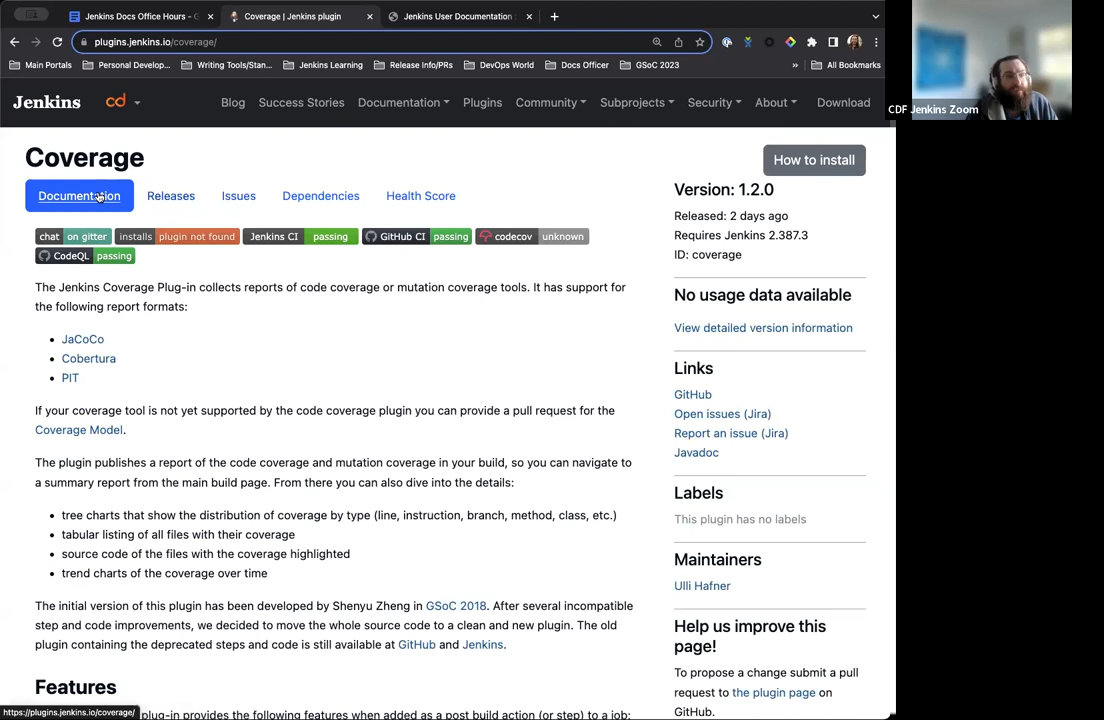 Jenkins Docs Office Hours - G
Coverage | Jenkins plugin
Jenkins User Documentation
plugins.jenkins.io/coverage/
Main Portals
Personal Develop...
Writing Tools/Stan...
Jenkins Learning
Release Info/PRs
DevOps World
Docs Officer
GSoC 2023
»
All Bookmarks
CDF Jenkins Zoom
Jenkins
cd
Blog
Success Stories
Documentation
Plugins
Community
Subprojects
Security
About
Download
Coverage
How to install
Documentation
Releases
Issues
Dependencies
Health Score
chat on gitter
installs plugin not found
Jenkins CI passing
GitHub CI passing
codecov unknown
CodeQL passing
The Jenkins Coverage Plug-in collects reports of code coverage or mutation coverage tools. It has support for
the following report formats:
• JaCoCo
• Cobertura
• PIT
If your coverage tool is not yet supported by the code coverage plugin you can provide a pull request for the
Coverage Model.
The plugin publishes a report of the code coverage and mutation coverage in your build, so you can navigate to
a summary report from the main build page. From there you can also dive into the details:
• tree charts that show the distribution of coverage by type (line, instruction, branch, method, class, etc.)
• tabular listing of all files with their coverage
• source code of the files with the coverage highlighted
• trend charts of the coverage over time
The initial version of this plugin has been developed by Shenyu Zheng in GSoC 2018. After several incompatible
step and code improvements, we decided to move the whole source code to a clean and new plugin. The old
plugin containing the deprecated steps and code is still available at GitHub and Jenkins.
Features
plug-in provides the following features when added as a post build action (or step) to a job:
https://plugins.jenkins.io/coverage/
Version: 1.2.0
Released: 2 days ago
Requires Jenkins 2.387.3
ID: coverage
No usage data available
View detailed version information
Links
GitHub
Open issues (Jira)
Report an issue (Jira)
Javadoc
Labels
This plugin has no labels
Maintainers
Ulli Hafner
Help us improve this
page!
To propose a change submit a pull
request to the plugin page on
GitHub.